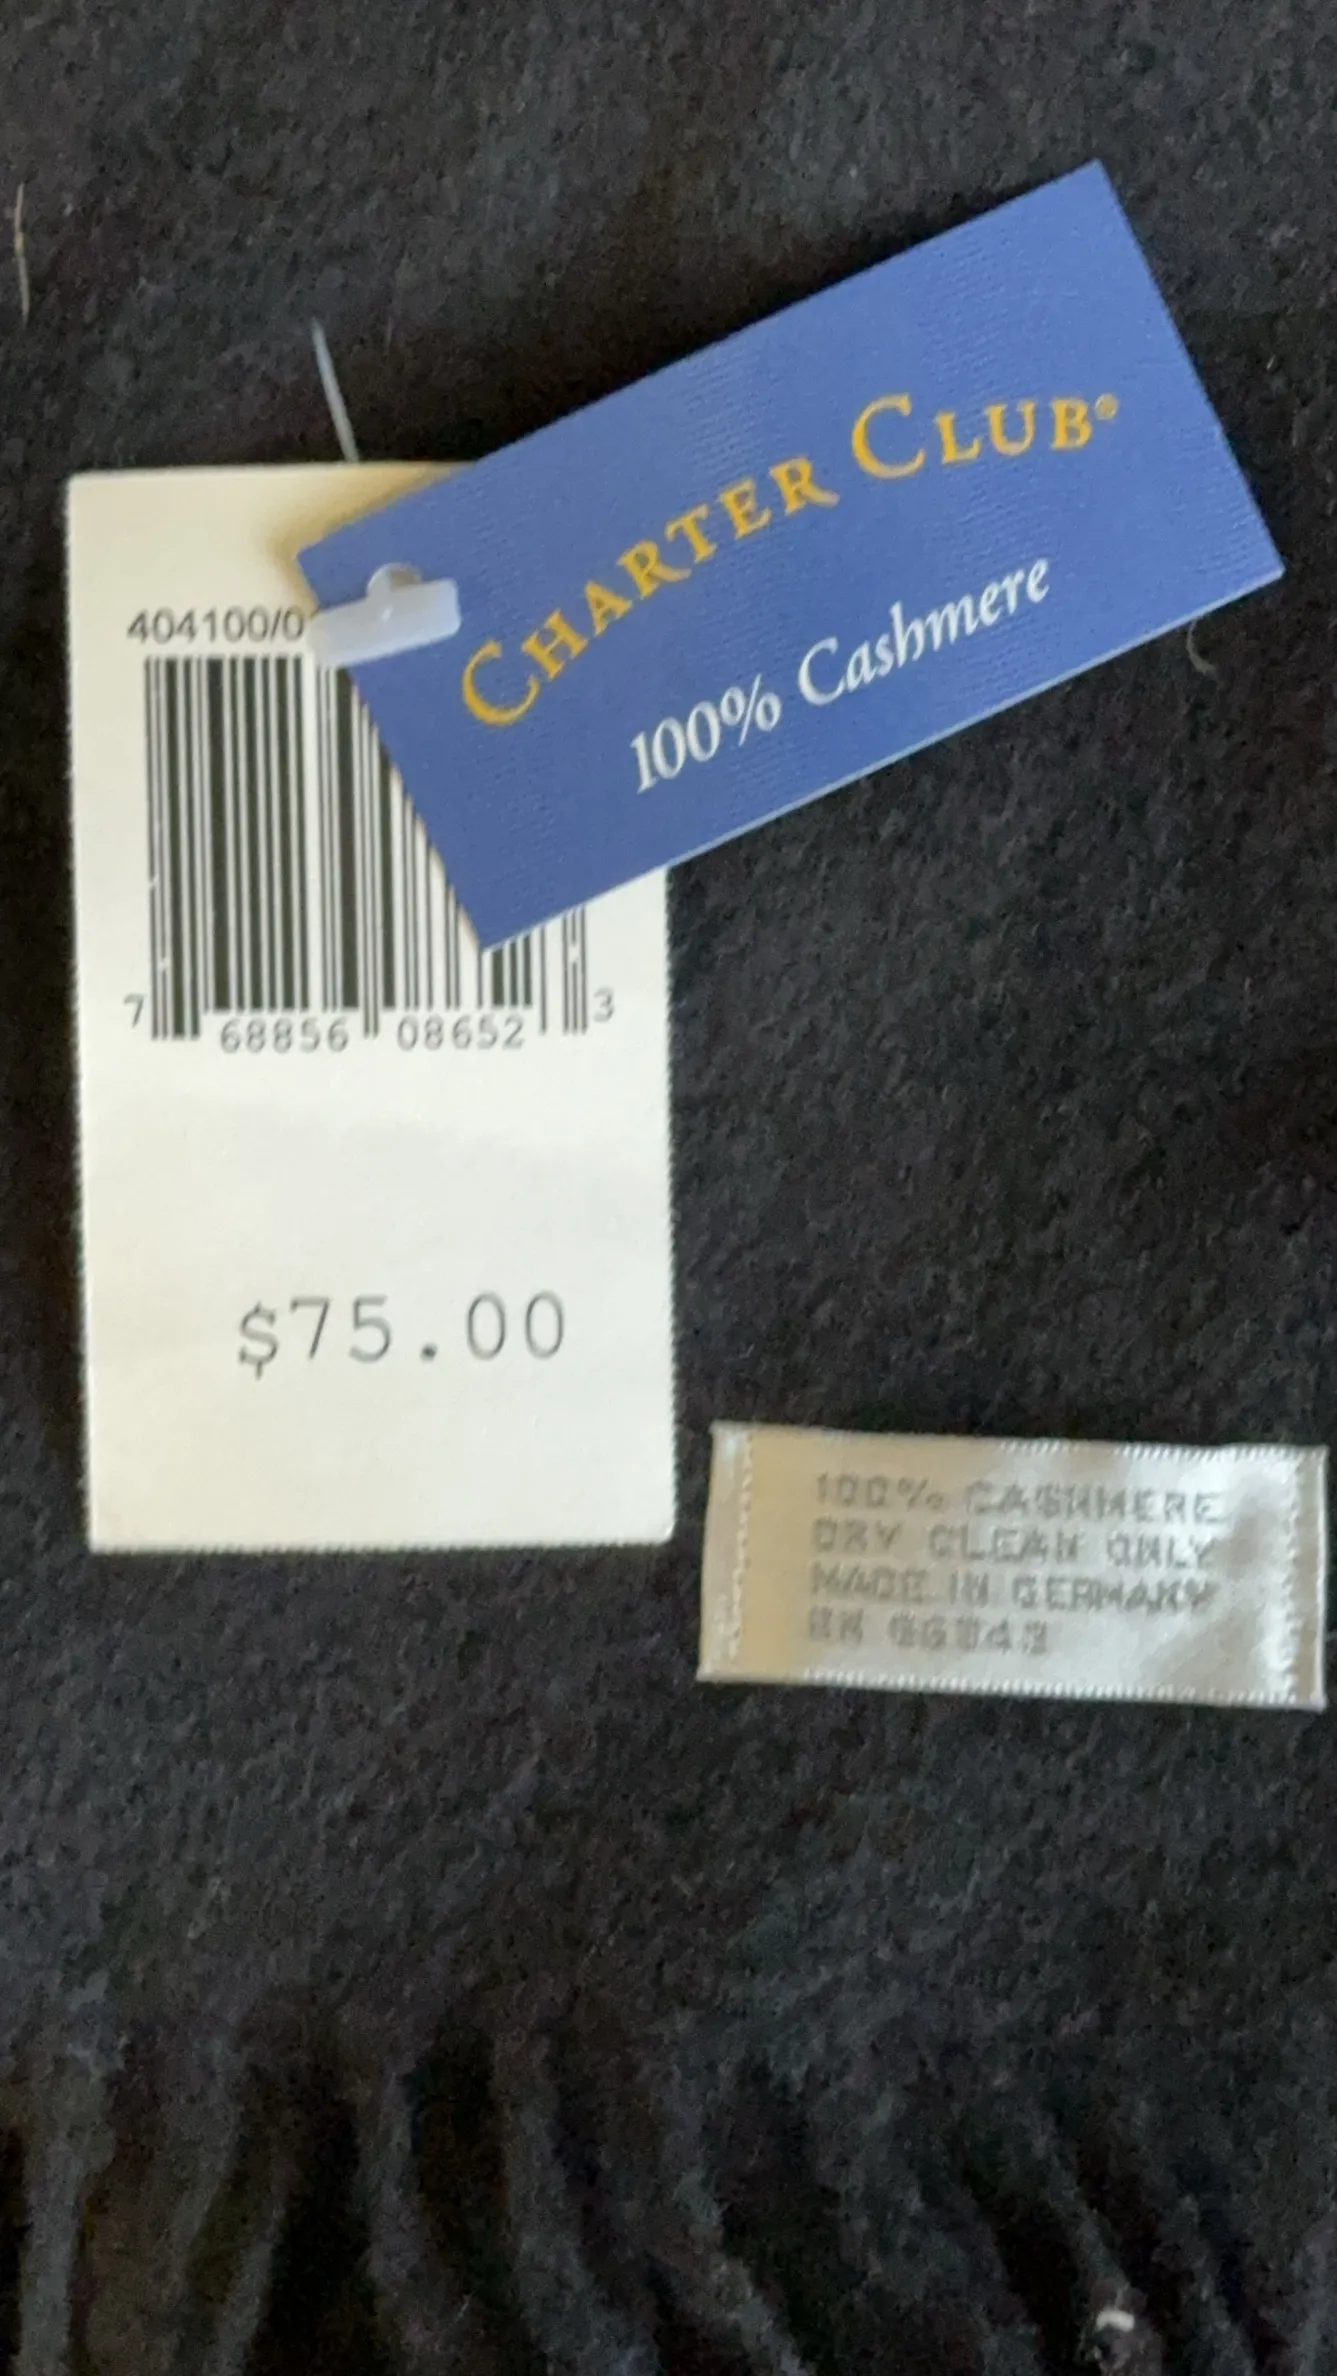 CHARTER CLUB®
100% Cashmere
404100/0
7 68856 08652 3
$75.00
100% CASHMERE
DRY CLEAN ONLY
MADE IN GERMANY
RN